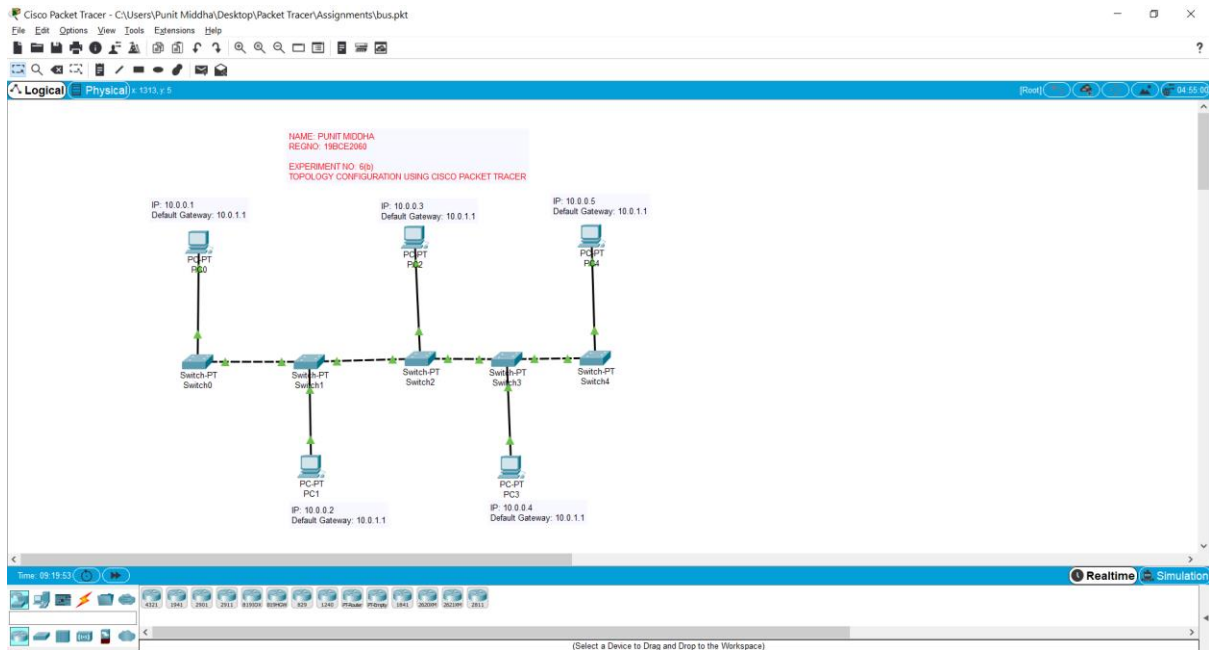 Cisco Packet Tracer - C:\Users\Punit Middha\Desktop\Packet Tracer\Assignments\bus.pkt
File Edit Options View Tools Extensions Help
Logical Physical x: 1313, y: 5 [Root] 04:55:00
NAME: PUNIT MIDDHA
REGNO: 19BCE2060
EXPERIMENT NO: 6(b)
TOPOLOGY CONFIGURATION USING CISCO PACKET TRACER
IP: 10.0.0.1
Default Gateway: 10.0.1.1
IP: 10.0.0.3
Default Gateway: 10.0.1.1
IP: 10.0.0.5
Default Gateway: 10.0.1.1
PC-PT
PC0
PC-PT
PC2
PC-PT
PC4
Switch-PT
Switch0
Switch-PT
Switch1
Switch-PT
Switch2
Switch-PT
Switch3
Switch-PT
Switch4
PC-PT
PC1
PC-PT
PC3
IP: 10.0.0.2
Default Gateway: 10.0.1.1
IP: 10.0.0.4
Default Gateway: 10.0.1.1
Time: 09:19:53 Realtime Simulation
4321 1941 2901 2911 819IOX 819HGW 829 1240 PT-Router PT-Empty 1841 2620XM 2621XM 2811
(Select a Device to Drag and Drop to the Workspace)